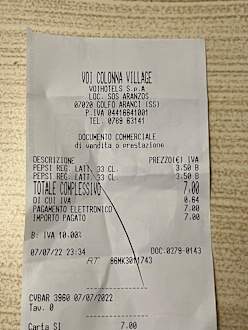 VOI COLONNA VILLAGE
VOIHOTELS S.p.A
LOC. SOS ARANZOS
07020 GOLFO ARANCI (SS)
P.IVA 04416841001
TEL. 0789 63141
DOCUMENTO COMMERCIALE
di vendita o prestazione
DESCRIZIONE PREZZO(€) IVA
PEPSI REG. LATT. 33 CL. 3.50 B
PEPSI REG. LATT. 33 CL. 3.50 B
TOTALE COMPLESSIVO 7.00
DI CUI IVA 0.64
PAGAMENTO ELETTRONICO 7.00
IMPORTO PAGATO 7.00
B: IVA 10.00%
07/07/22 23:34 DOC.0279-0143
RT 86MK3011743
CVBAR 3960 07/07/2022
Tav. 0
Carta SI 7.00